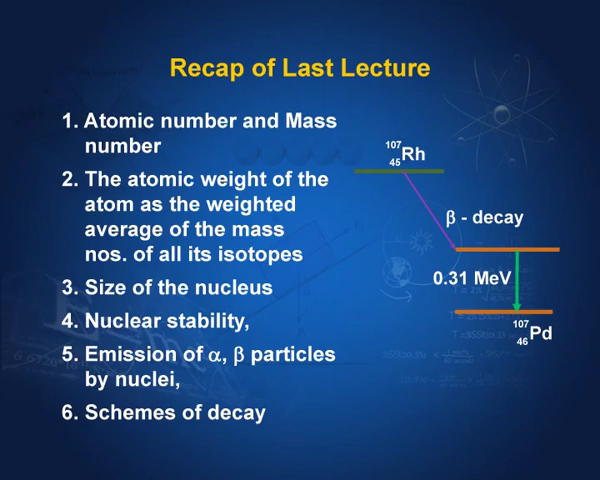 Recap of Last Lecture
1. Atomic number and Mass
number
2. The atomic weight of the
atom as the weighted
average of the mass
nos. of all its isotopes
3. Size of the nucleus
4. Nuclear stability,
5. Emission of α, β particles
by nuclei,
6. Schemes of decay
107
45Rh
β - decay
0.31 MeV
107
46Pd